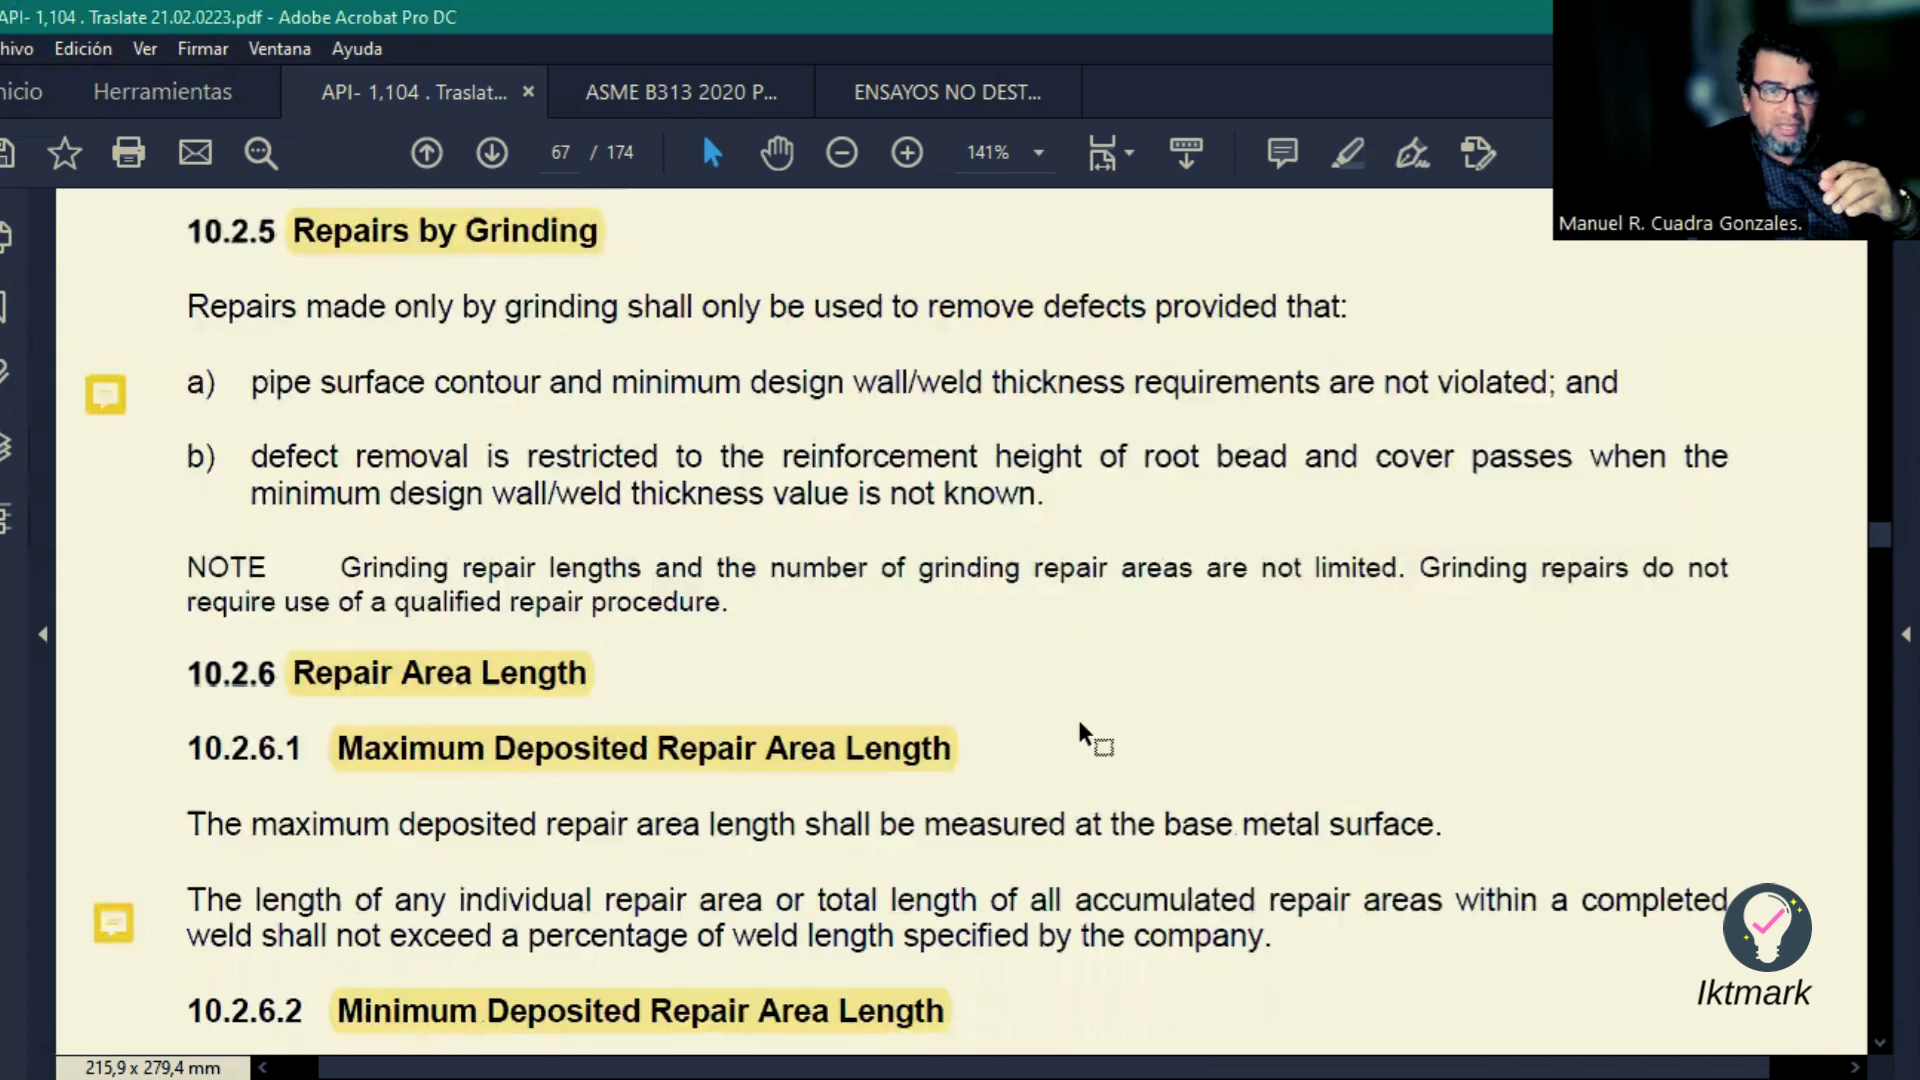 API- 1,104 . Traslate 21.02.0223.pdf - Adobe Acrobat Pro DC
Edición Ver Firmar Ventana Ayuda
Herramientas API- 1,104 . Traslat... × ASME B313 2020 P... ENSAYOS NO DEST...
67 / 174 141%
Manuel R. Cuadra Gonzales.
10.2.5 Repairs by Grinding
Repairs made only by grinding shall only be used to remove defects provided that:
a) pipe surface contour and minimum design wall/weld thickness requirements are not violated; and
b) defect removal is restricted to the reinforcement height of root bead and cover passes when the
minimum design wall/weld thickness value is not known.
NOTE Grinding repair lengths and the number of grinding repair areas are not limited. Grinding repairs do not
require use of a qualified repair procedure.
10.2.6 Repair Area Length
10.2.6.1 Maximum Deposited Repair Area Length
The maximum deposited repair area length shall be measured at the base metal surface.
The length of any individual repair area or total length of all accumulated repair areas within a completed
weld shall not exceed a percentage of weld length specified by the company.
Iktmark
10.2.6.2 Minimum Deposited Repair Area Length
215,9 x 279,4 mm